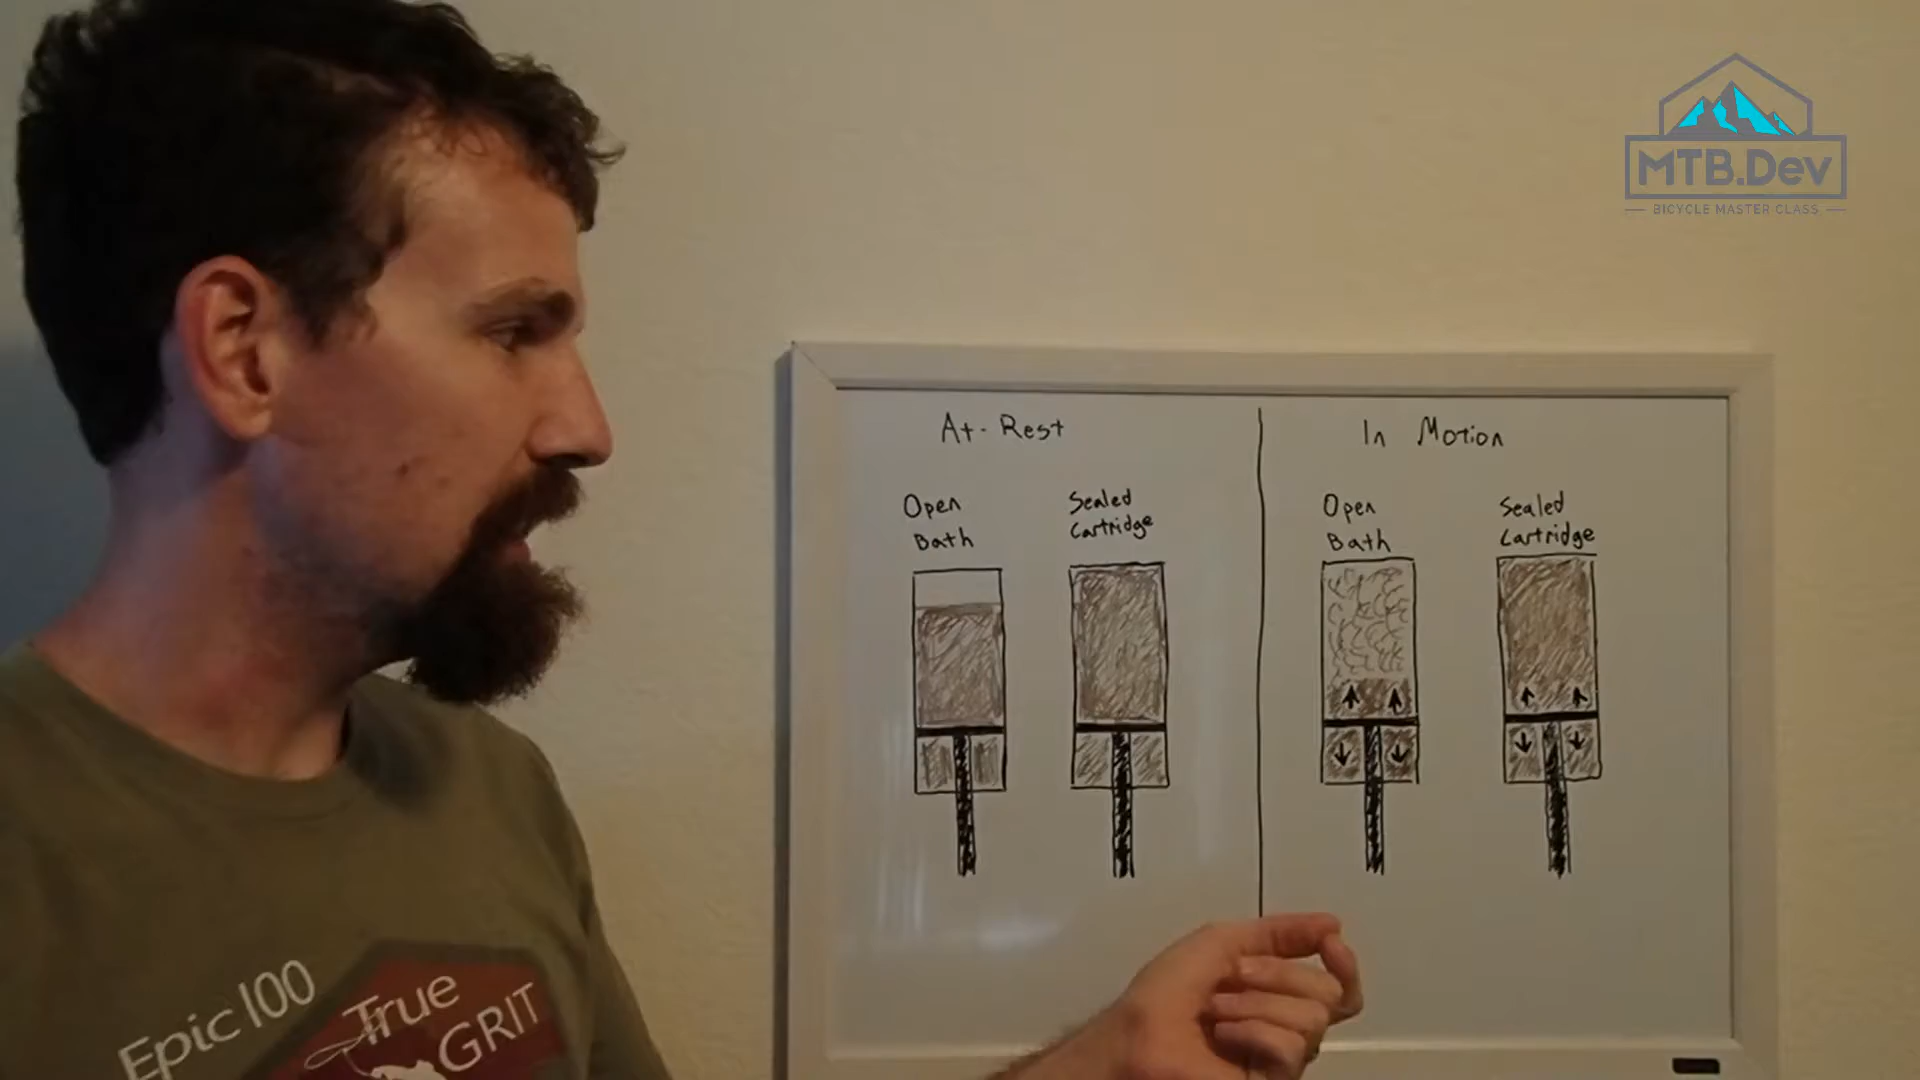 MTB.Dev
BICYCLE MASTER CLASS
At-Rest
In Motion
Open
Bath
Sealed
Cartridge
Open
Bath
Sealed
Cartridge
Epic 100
True
GRIT